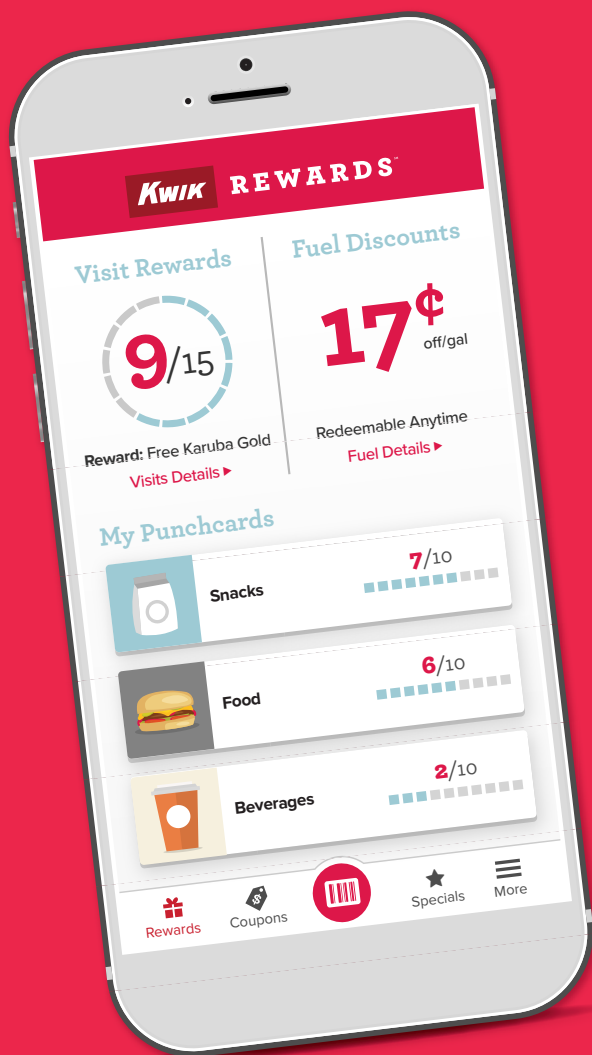 KWIK REWARDS™
Visit Rewards
9/15
Reward: Free Karuba Gold
Visits Details ▸
Fuel Discounts
17¢
off/gal
Redeemable Anytime
Fuel Details ▸
My Punchcards
Snacks
7/10
Food
6/10
Beverages
2/10
$
Rewards
Coupons
Specials
More